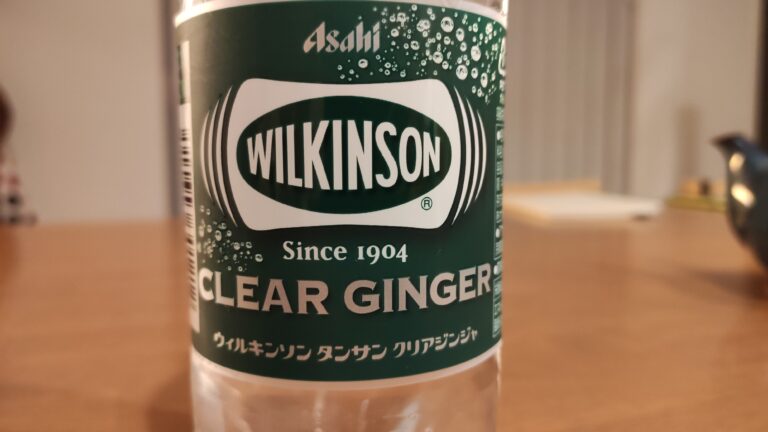 Asahi
WILKINSON
®
Since 1904
CLEAR GINGER
ウィルキンソン タンサン クリアジンジャ